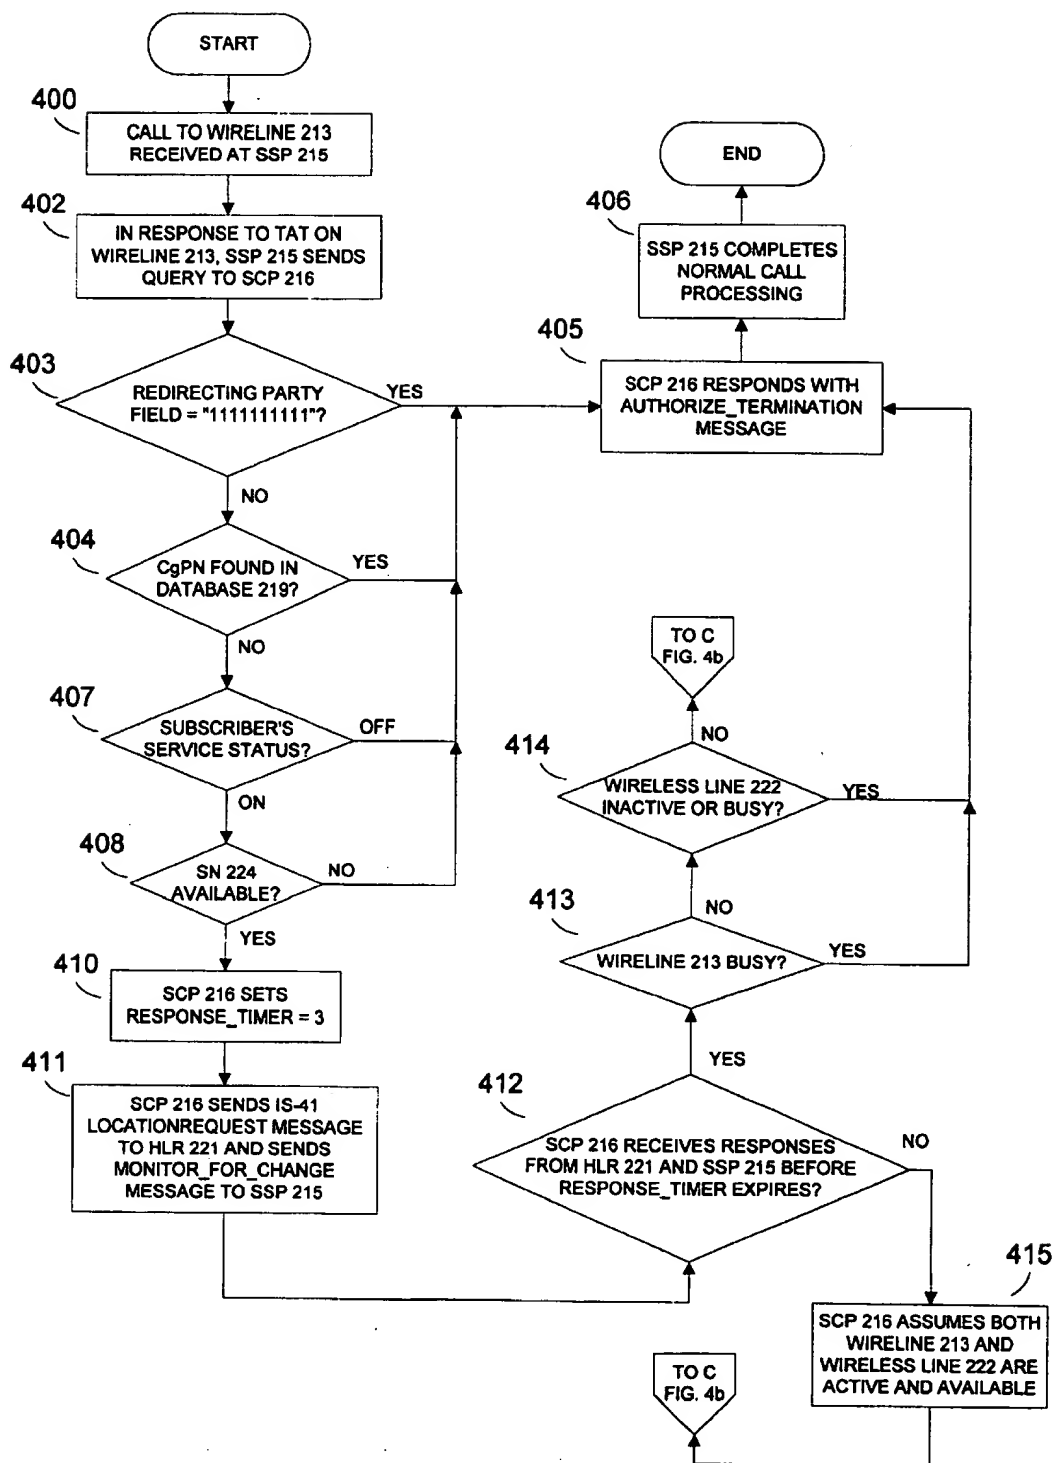 START
400
CALL TO WIRELINE 213
RECEIVED AT SSP 215
402
IN RESPONSE TO TAT ON
WIRELINE 213, SSP 215 SENDS
QUERY TO SCP 216
403
REDIRECTING PARTY
FIELD = "1111111111"?
YES
NO
404
CgPN FOUND IN
DATABASE 219?
YES
NO
407
SUBSCRIBER'S
SERVICE STATUS?
OFF
ON
408
SN 224
AVAILABLE?
NO
YES
410
SCP 216 SETS
RESPONSE_TIMER = 3
411
SCP 216 SENDS IS-41
LOCATIONREQUEST MESSAGE
TO HLR 221 AND SENDS
MONITOR_FOR_CHANGE
MESSAGE TO SSP 215
END
406
SSP 215 COMPLETES
NORMAL CALL
PROCESSING
405
SCP 216 RESPONDS WITH
AUTHORIZE_TERMINATION
MESSAGE
TO C
FIG. 4b
NO
414
WIRELESS LINE 222
INACTIVE OR BUSY?
YES
NO
413
WIRELINE 213 BUSY?
YES
YES
412
SCP 216 RECEIVES RESPONSES
FROM HLR 221 AND SSP 215 BEFORE
RESPONSE_TIMER EXPIRES?
NO
415
SCP 216 ASSUMES BOTH
WIRELINE 213 AND
WIRELESS LINE 222 ARE
ACTIVE AND AVAILABLE
TO C
FIG. 4b